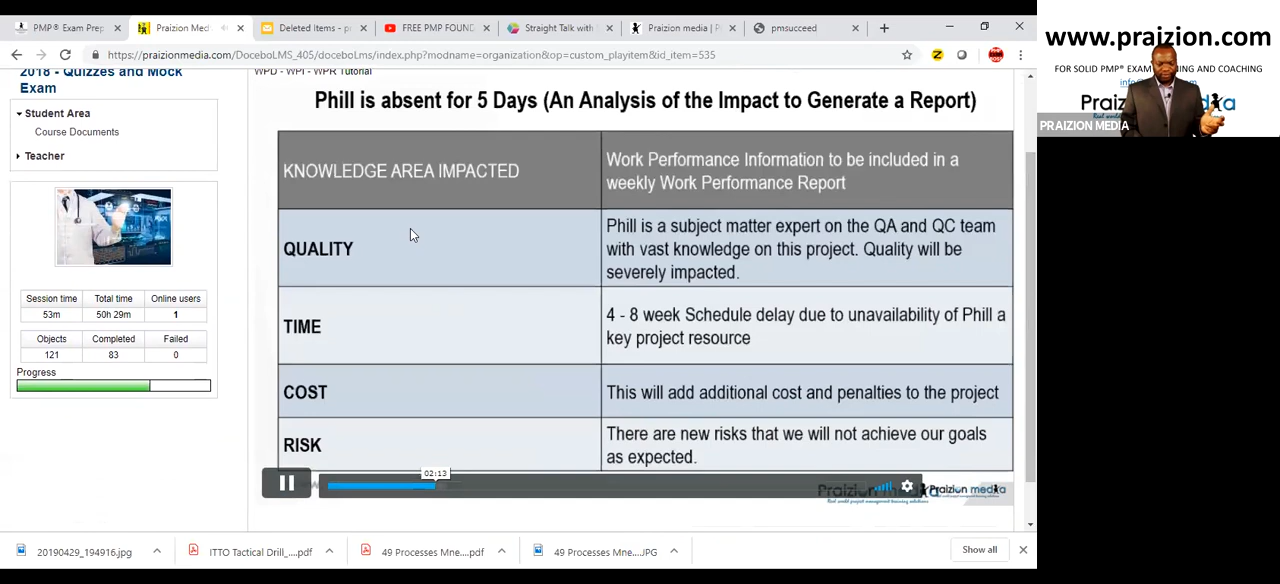 PMP® Exam Prep
Praizion Med
Deleted Items - p
FREE PMP FOUND
Straight Talk with
Praizion media | P
pmsucceed
https://praizionmedia.com/DoceboLMS_405/doceboLms/index.php?modname=organization&op=custom_playitem&id_item=535
2018 - Quizzes and Mock
Exam
Student Area
Course Documents
Teacher
Session time Total time Online users
53m 50h 29m 1
Objects Completed Failed
121 83 0
Progress
WPD - WPI - WPR Tutorial
Phill is absent for 5 Days (An Analysis of the Impact to Generate a Report)
KNOWLEDGE AREA IMPACTED
Work Performance Information to be included in a
weekly Work Performance Report
QUALITY
Phill is a subject matter expert on the QA and QC team
with vast knowledge on this project. Quality will be
severely impacted.
TIME
4 - 8 week Schedule delay due to unavailability of Phill a
key project resource
COST
This will add additional cost and penalties to the project
RISK
There are new risks that we will not achieve our goals
as expected.
02:13
Praizion media
20190429_194916.jpg
ITTO Tactical Drill_....pdf
49 Processes Mne....pdf
49 Processes Mne....JPG
Show all
www.praizion.com
FOR SOLID PMP® EXAM
ING AND COACHING
PRAIZION MEDIA